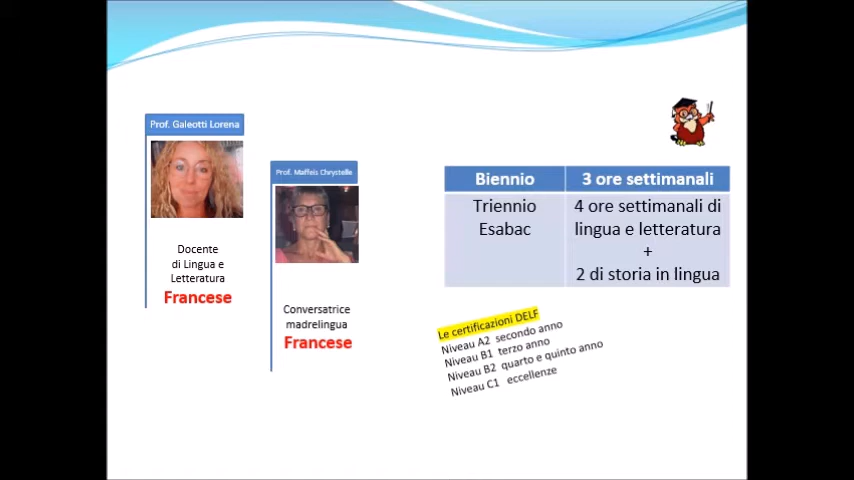 Prof. Galeotti Lorena
Docente
di Lingua e
Letteratura
Francese
Prof. Maffeis Chrystelle
Conversatrice
madrelingua
Francese
Biennio 3 ore settimanali
Triennio 4 ore settimanali di
Esabac lingua e letteratura
+
2 di storia in lingua
Le certificazioni DELF
Niveau A2 secondo anno
Niveau B1 terzo anno
Niveau B2 quarto e quinto anno
Niveau C1 eccellenze